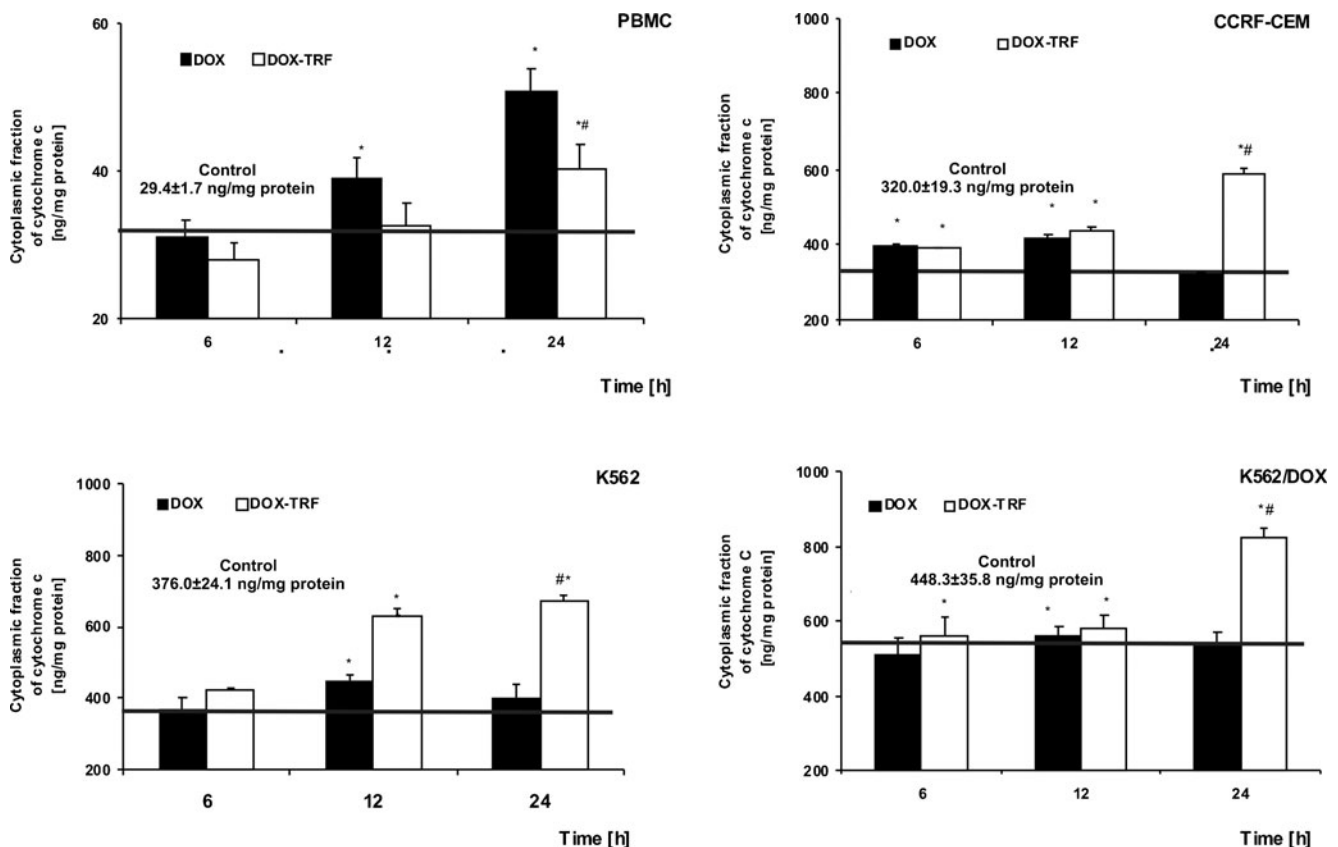 PBMC
60
DOX DOX-TRF
*
*#
*
40
Control
29.4±1.7 ng/mg protein
20
6 12 24
Time [h]
Cytoplasmic fraction
of cytochrome c
[ng/mg protein]
CCRF-CEM
1000
DOX DOX-TRF
800
*#
600
Control
320.0±19.3 ng/mg protein
* * * *
400
200
6 12 24
Time [h]
Cytoplasmic fraction
of cytochrome c
[ng/mg protein]
K562
1000
DOX DOX-TRF
800
Control
376.0±24.1 ng/mg protein
#*
*
600
*
400
200
6 12 24
Time [h]
Cytoplasmic fraction
of cytochrome c
[ng/mg protein]
K562/DOX
1000
DOX DOX-TRF
*#
800
Control
448.3±35.8 ng/mg protein
* * *
600
400
200
6 12 24
Time [h]
Cytoplasmic fraction
of cytochrome C
[ng/mg protein]